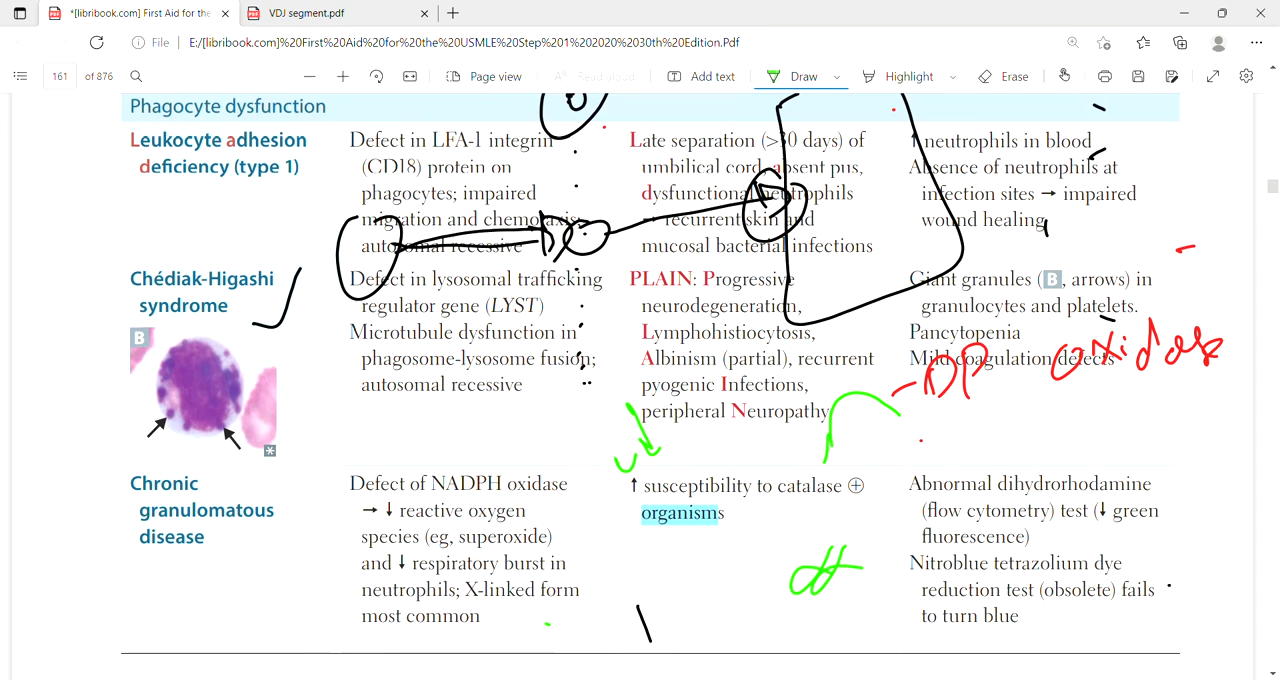 *[libribook.com] First Aid for the
VDJ segment.pdf
File
E:/[libribook.com]%20First%20Aid%20for%20the%20USMLE%20Step%201%202020%2030th%20Edition.Pdf
161 of 876
Page view
Read aloud
Add text
Draw
Highlight
Erase
Phagocyte dysfunction
Leukocyte adhesion
deficiency (type 1)
Defect in LFA-1 integrin
(CD18) protein on
phagocytes; impaired
migration and chemotaxis;
autosomal recessive
Late separation (>30 days) of
umbilical cord, absent pus,
dysfunctional neutrophils
→ recurrent skin and
mucosal bacterial infections
↑ neutrophils in blood
Absence of neutrophils at
infection sites → impaired
wound healing
Chédiak-Higashi
syndrome
B
Defect in lysosomal trafficking
regulator gene (LYST)
Microtubule dysfunction in
phagosome-lysosome fusion;
autosomal recessive
PLAIN: Progressive
neurodegeneration,
Lymphohistiocytosis,
Albinism (partial), recurrent
pyogenic Infections,
peripheral Neuropathy
Giant granules (B, arrows) in
granulocytes and platelets.
Pancytopenia
Mild coagulation defects
oxidase
Chronic
granulomatous
disease
Defect of NADPH oxidase
→ ↓ reactive oxygen
species (eg, superoxide)
and ↓ respiratory burst in
neutrophils; X-linked form
most common
↑ susceptibility to catalase ⊕
organisms
Abnormal dihydrorhodamine
(flow cytometry) test (↓ green
fluorescence)
Nitroblue tetrazolium dye
reduction test (obsolete) fails
to turn blue